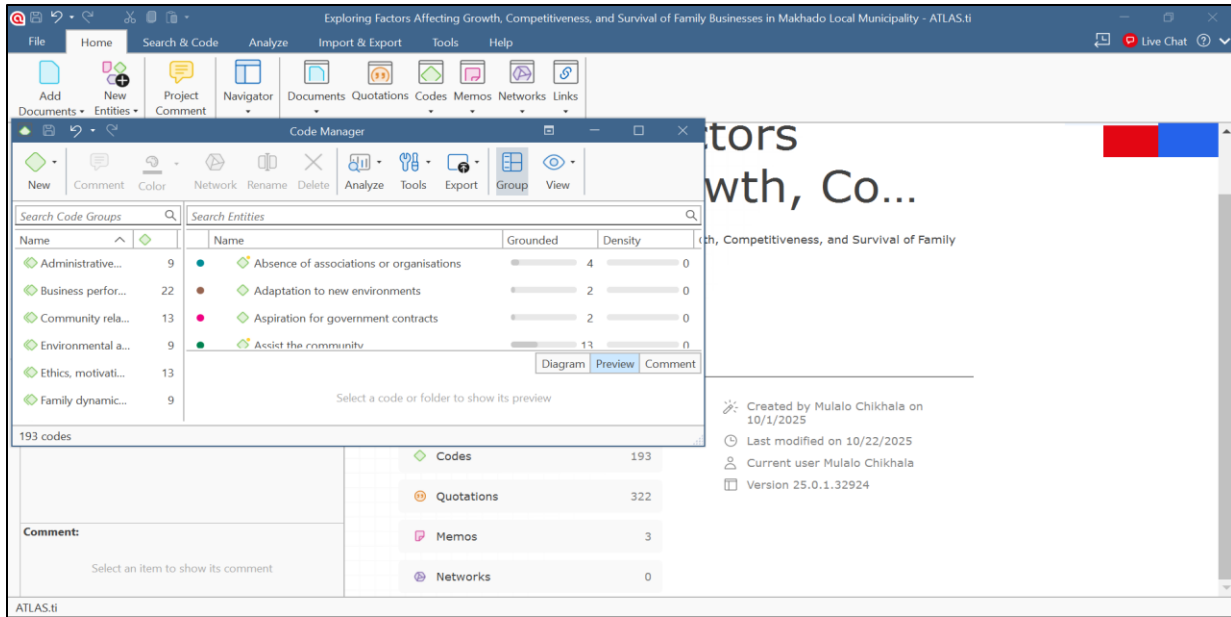 Exploring Factors Affecting Growth, Competitiveness, and Survival of Family Businesses in Makhado Local Municipality - ATLAS.ti
File Home Search & Code Analyze Import & Export Tools Help Live Chat
Add Documents New Entities Project Comment Navigator Documents Quotations Codes Memos Networks Links
Code Manager
New Comment Color Network Rename Delete Analyze Tools Export Group View
Search Code Groups Search Entities
Name Name Grounded Density
Administrative... 9 Absence of associations or organisations 4 0
Business perfor... 22 Adaptation to new environments 2 0
Community rela... 13 Aspiration for government contracts 2 0
Environmental a... 9 Assist the community 13 0
Ethics, motivati... 13 Diagram Preview Comment
Family dynamic... 9 Select a code or folder to show its preview
193 codes
ctors
wth, Co...
th, Competitiveness, and Survival of Family
Created by Mulalo Chikhala on
10/1/2025
Last modified on 10/22/2025
Current user Mulalo Chikhala
Version 25.0.1.32924
Codes 193
Quotations 322
Memos 3
Networks 0
Comment:
Select an item to show its comment
ATLAS.ti